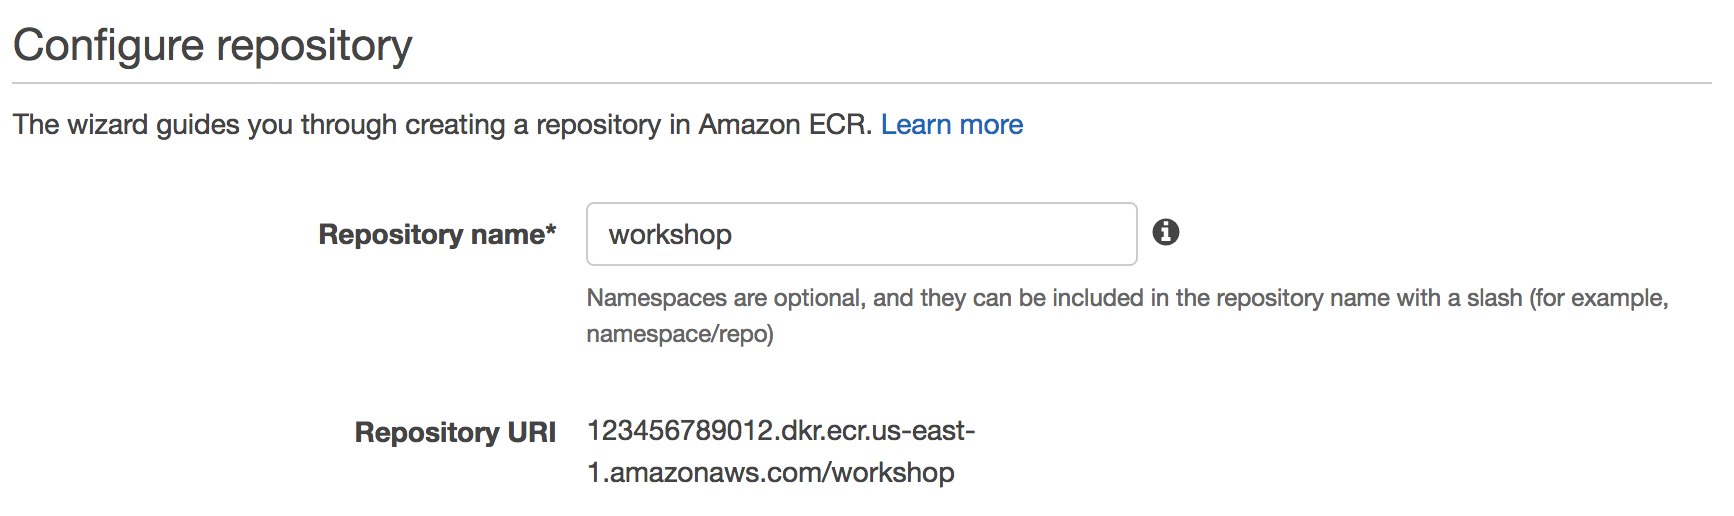 Configure repository
The wizard guides you through creating a repository in Amazon ECR. Learn more
Repository name* workshop
Namespaces are optional, and they can be included in the repository name with a slash (for example,
namespace/repo)
Repository URI 123456789012.dkr.ecr.us-east-
1.amazonaws.com/workshop